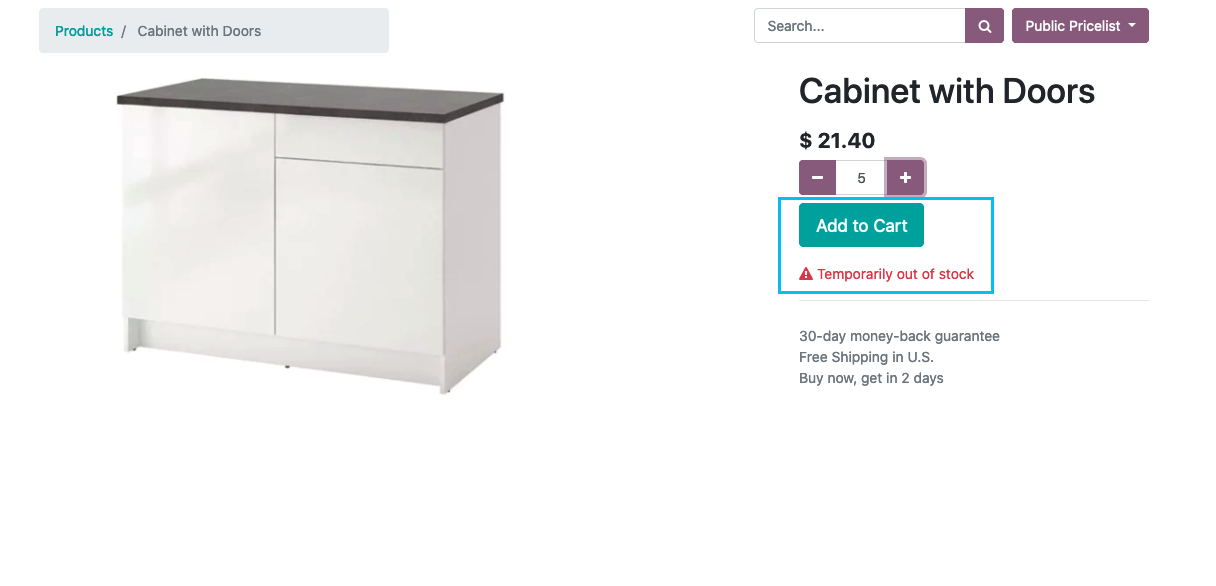 Products / Cabinet with Doors
Search...
Public Pricelist
Cabinet with Doors
$ 21.40
5
Add to Cart
Temporarily out of stock
30-day money-back guarantee
Free Shipping in U.S.
Buy now, get in 2 days